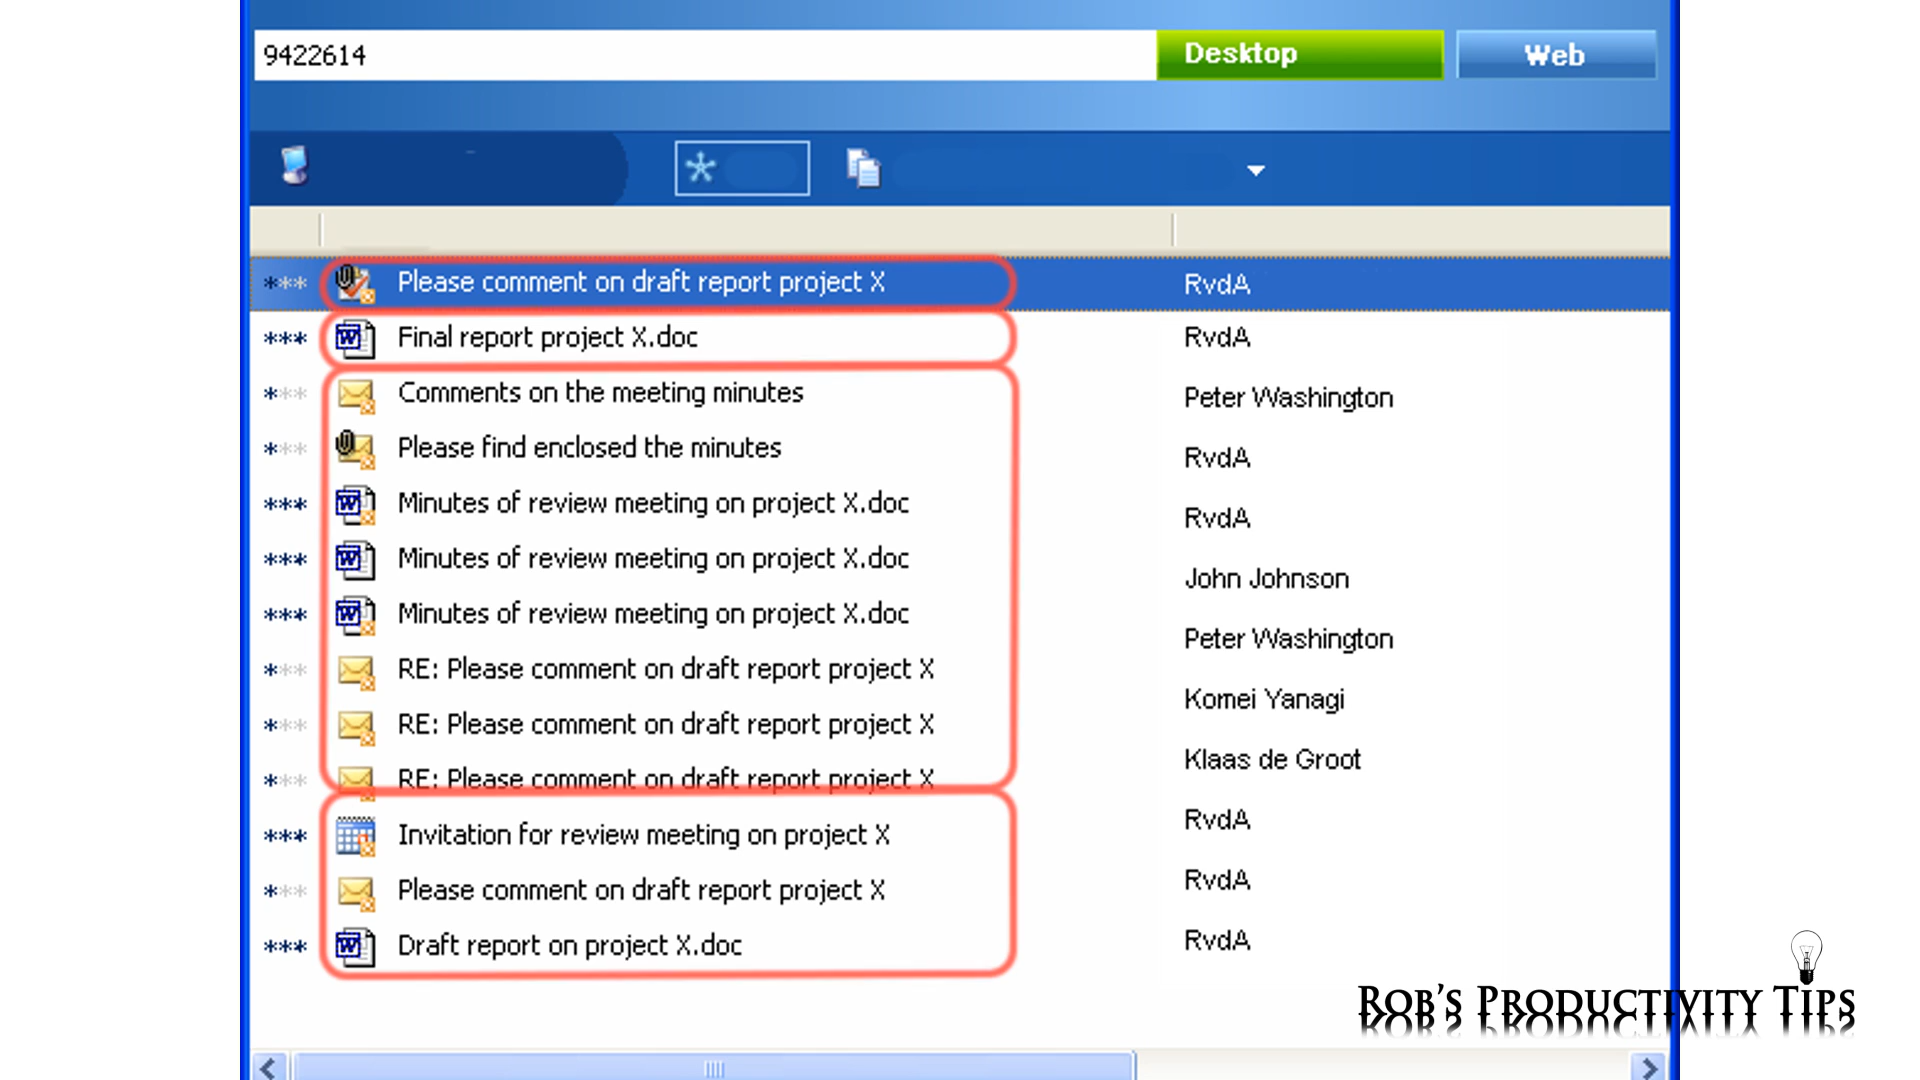 9422614
Desktop
Web
*** Please comment on draft report project X RvdA
*** Final report project X.doc RvdA
*** Comments on the meeting minutes Peter Washington
*** Please find enclosed the minutes RvdA
*** Minutes of review meeting on project X.doc RvdA
*** Minutes of review meeting on project X.doc John Johnson
*** Minutes of review meeting on project X.doc Peter Washington
*** RE: Please comment on draft report project X Komei Yanagi
*** RE: Please comment on draft report project X Klaas de Groot
*** RE: Please comment on draft report project X RvdA
*** Invitation for review meeting on project X RvdA
*** Please comment on draft report project X RvdA
*** Draft report on project X.doc
Rob's Productivity Tips